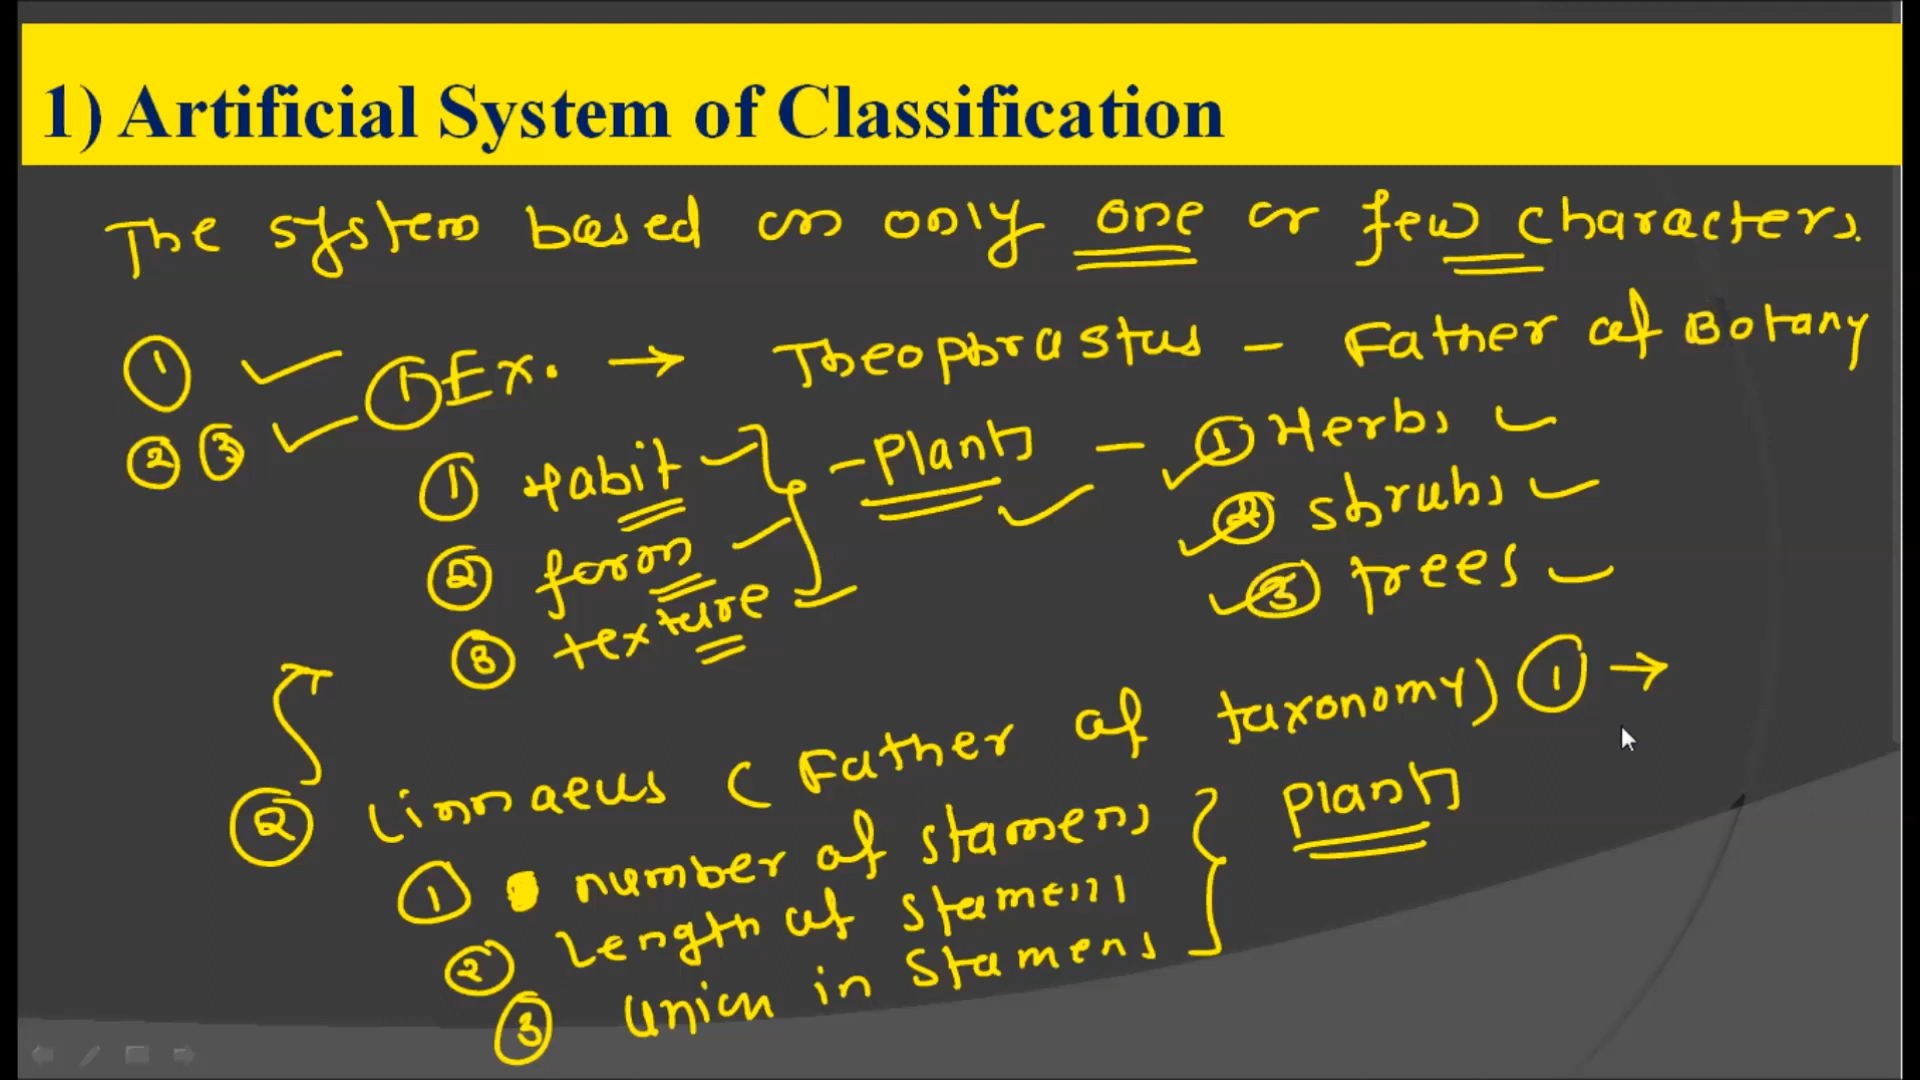 1) Artificial System of Classification
The system based on only one or few characters.
① ① Ex. → Theophrastus - Father of Botany
② ③
① Habit - Plants - ① Herbs
② form ② shrubs
③ texture ③ trees
② Linnaeus (Father of taxonomy) ① →
① number of stamens Plants
② Length of stamens
③ Union in Stamens